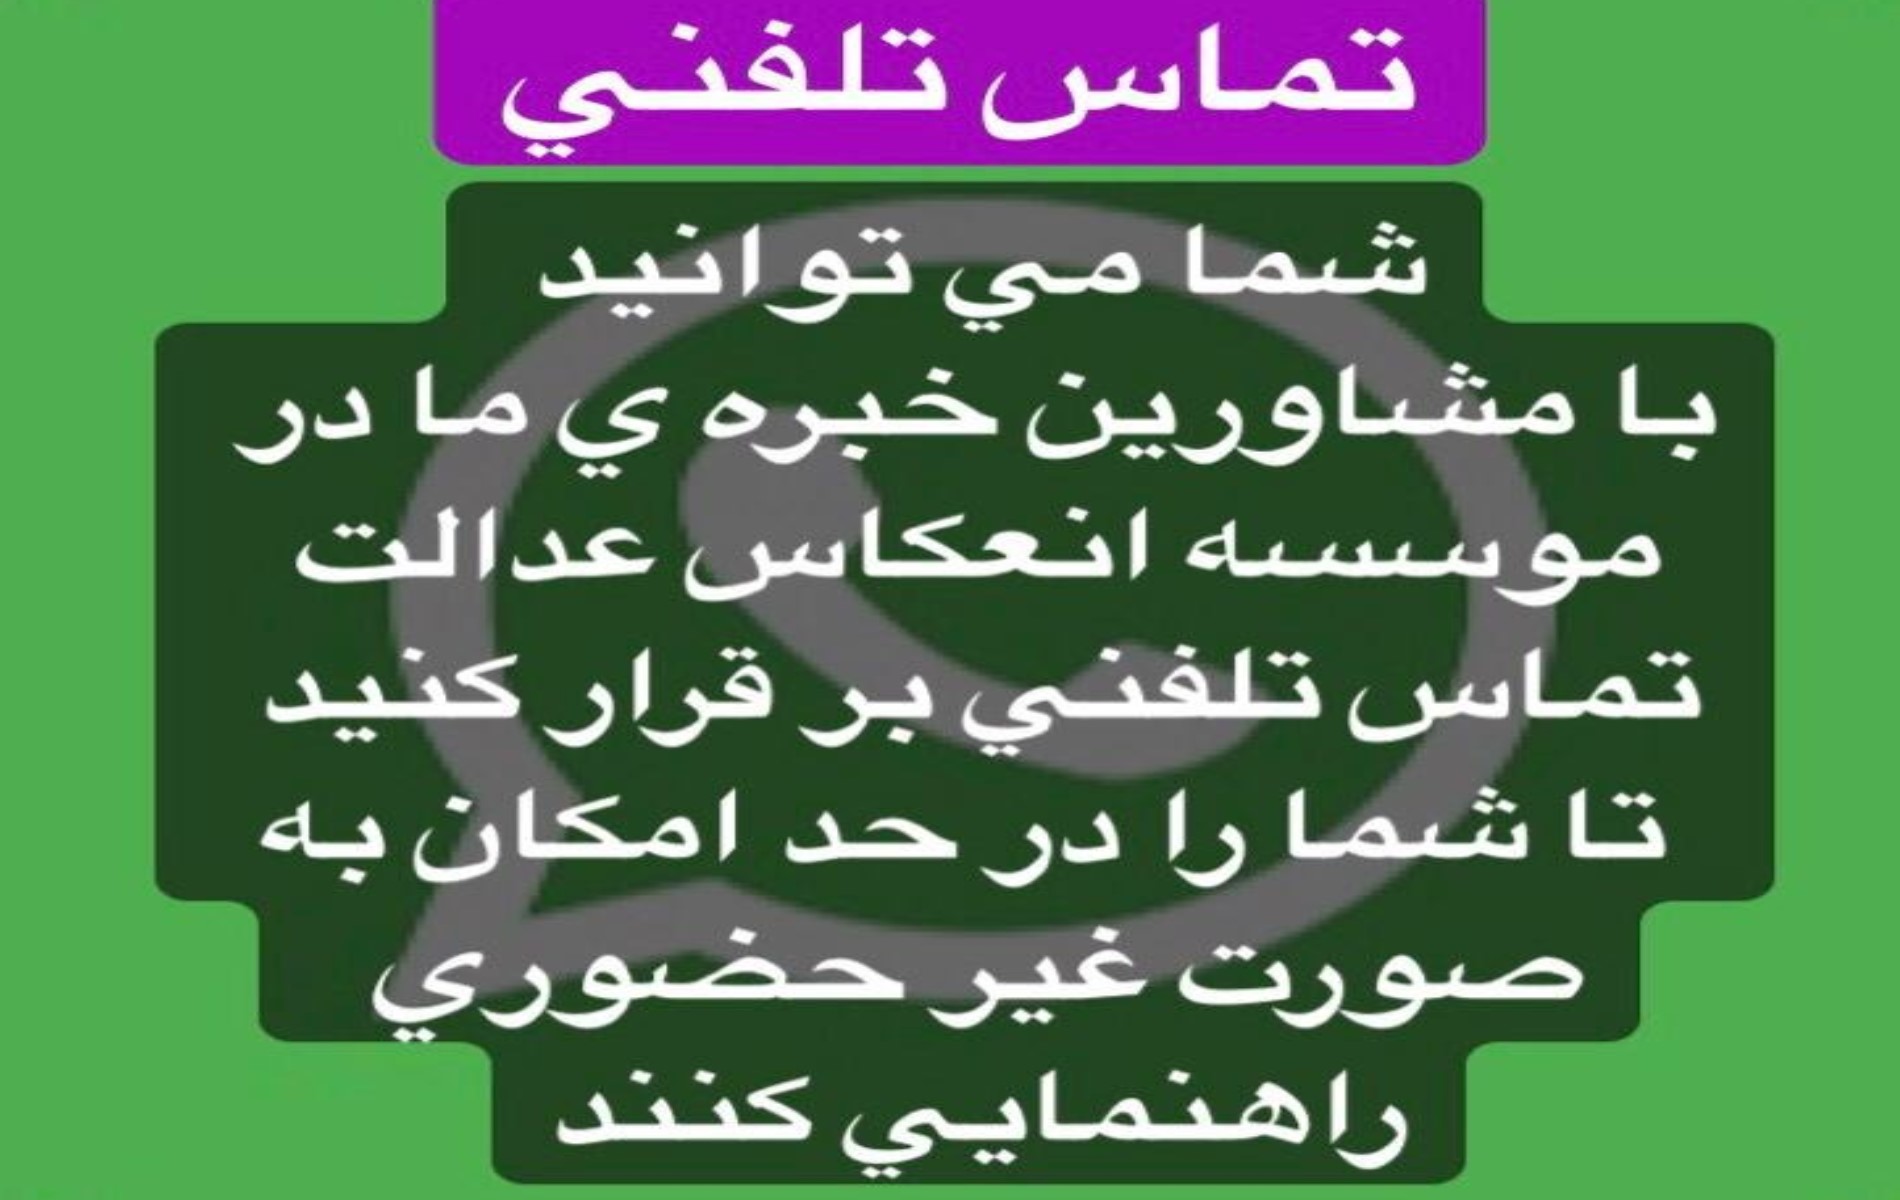 تماس تلفني
شما مي توانيد
با مشاورين خبره ي ما در
موسسه انعكاس عدالت
تماس تلفني بر قرار كنيد
تا شما را در حد امكان به
صورت غير حضوري
راهنمايي كنند